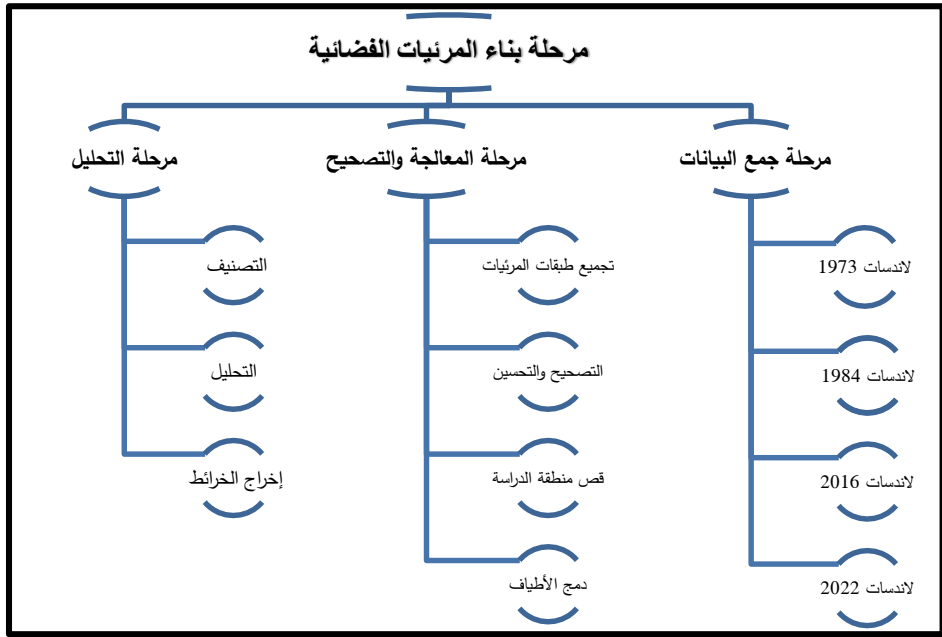 مرحلة بناء المرئيات الفضائية
مرحلة جمع البيانات
لاندسات 1973
لاندسات 1984
لاندسات 2016
لاندسات 2022
مرحلة المعالجة والتصحيح
تجميع طبقات المرئيات
التصحيح والتحسين
قص منطقة الدراسة
دمج الأطياف
مرحلة التحليل
التصنيف
التحليل
إخراج الخرائط